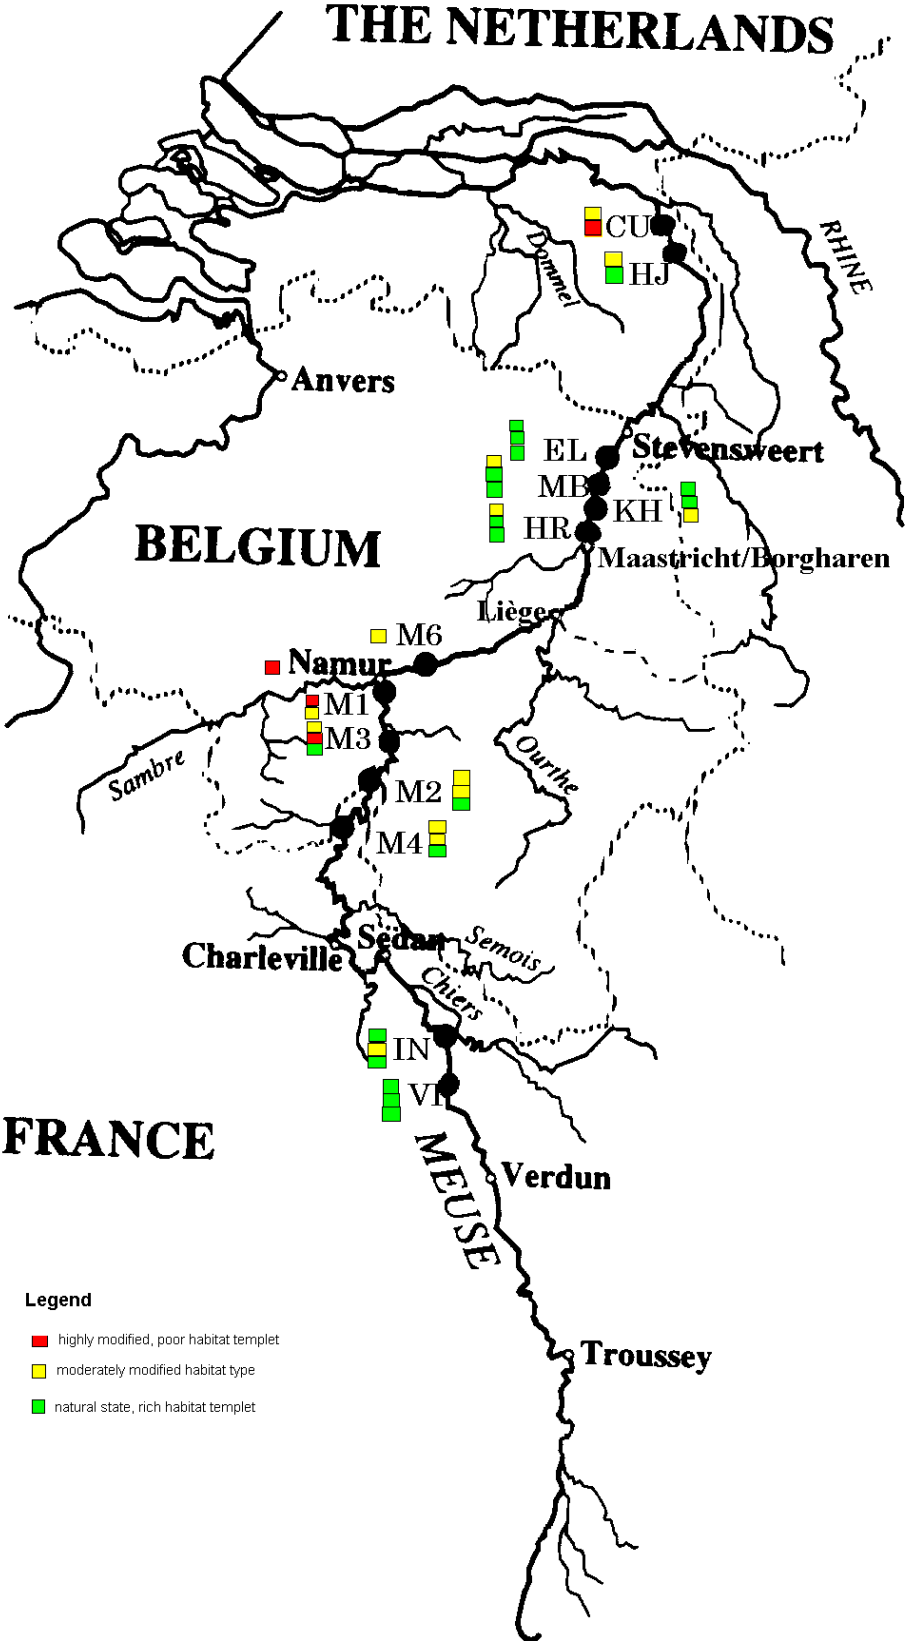 THE NETHERLANDS
CU
RHINE
Dommel
HJ
Anvers
EL
Stevensweert
MB
KH
HR
BELGIUM
Maastricht/Borgharen
Liège
M6
Namur
M1
M3
Sambre
Ourthe
M2
M4
Sedan
Charleville
Semois
Chiers
IN
VI
FRANCE
MEUSE
Verdun
Legend
highly modified, poor habitat templet
Troussey
moderately modified habitat type
natural state, rich habitat templet